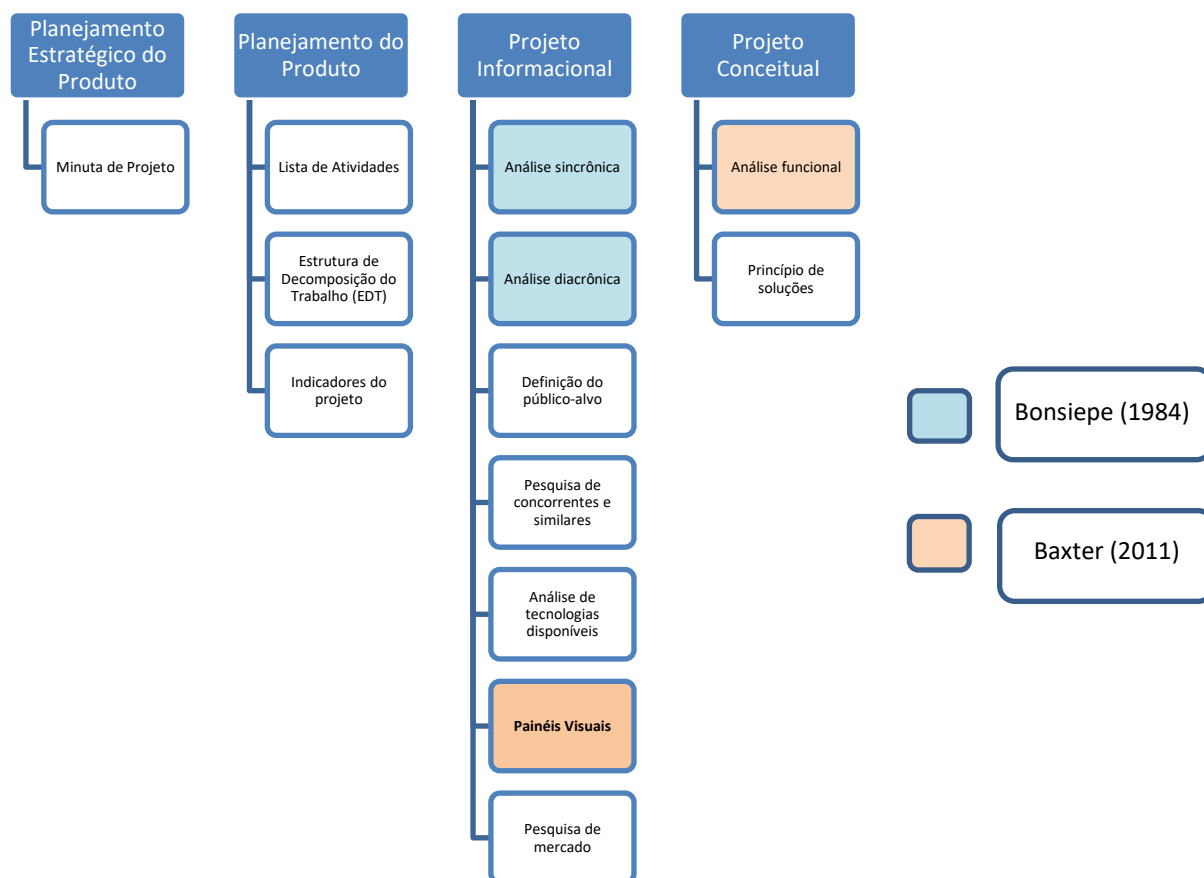 Planejamento
Estratégico do
Produto
Minuta de Projeto
Planejamento do
Produto
Lista de Atividades
Estrutura de
Decomposição do
Trabalho (EDT)
Indicadores do
projeto
Projeto
Informacional
Análise sincrônica
Análise diacrônica
Definição do
público-alvo
Pesquisa de
concorrentes e
similares
Análise de
tecnologias
disponíveis
Painéis Visuais
Pesquisa de
mercado
Projeto
Conceitual
Análise funcional
Princípio de
soluções
Bonsiepe (1984)
Baxter (2011)